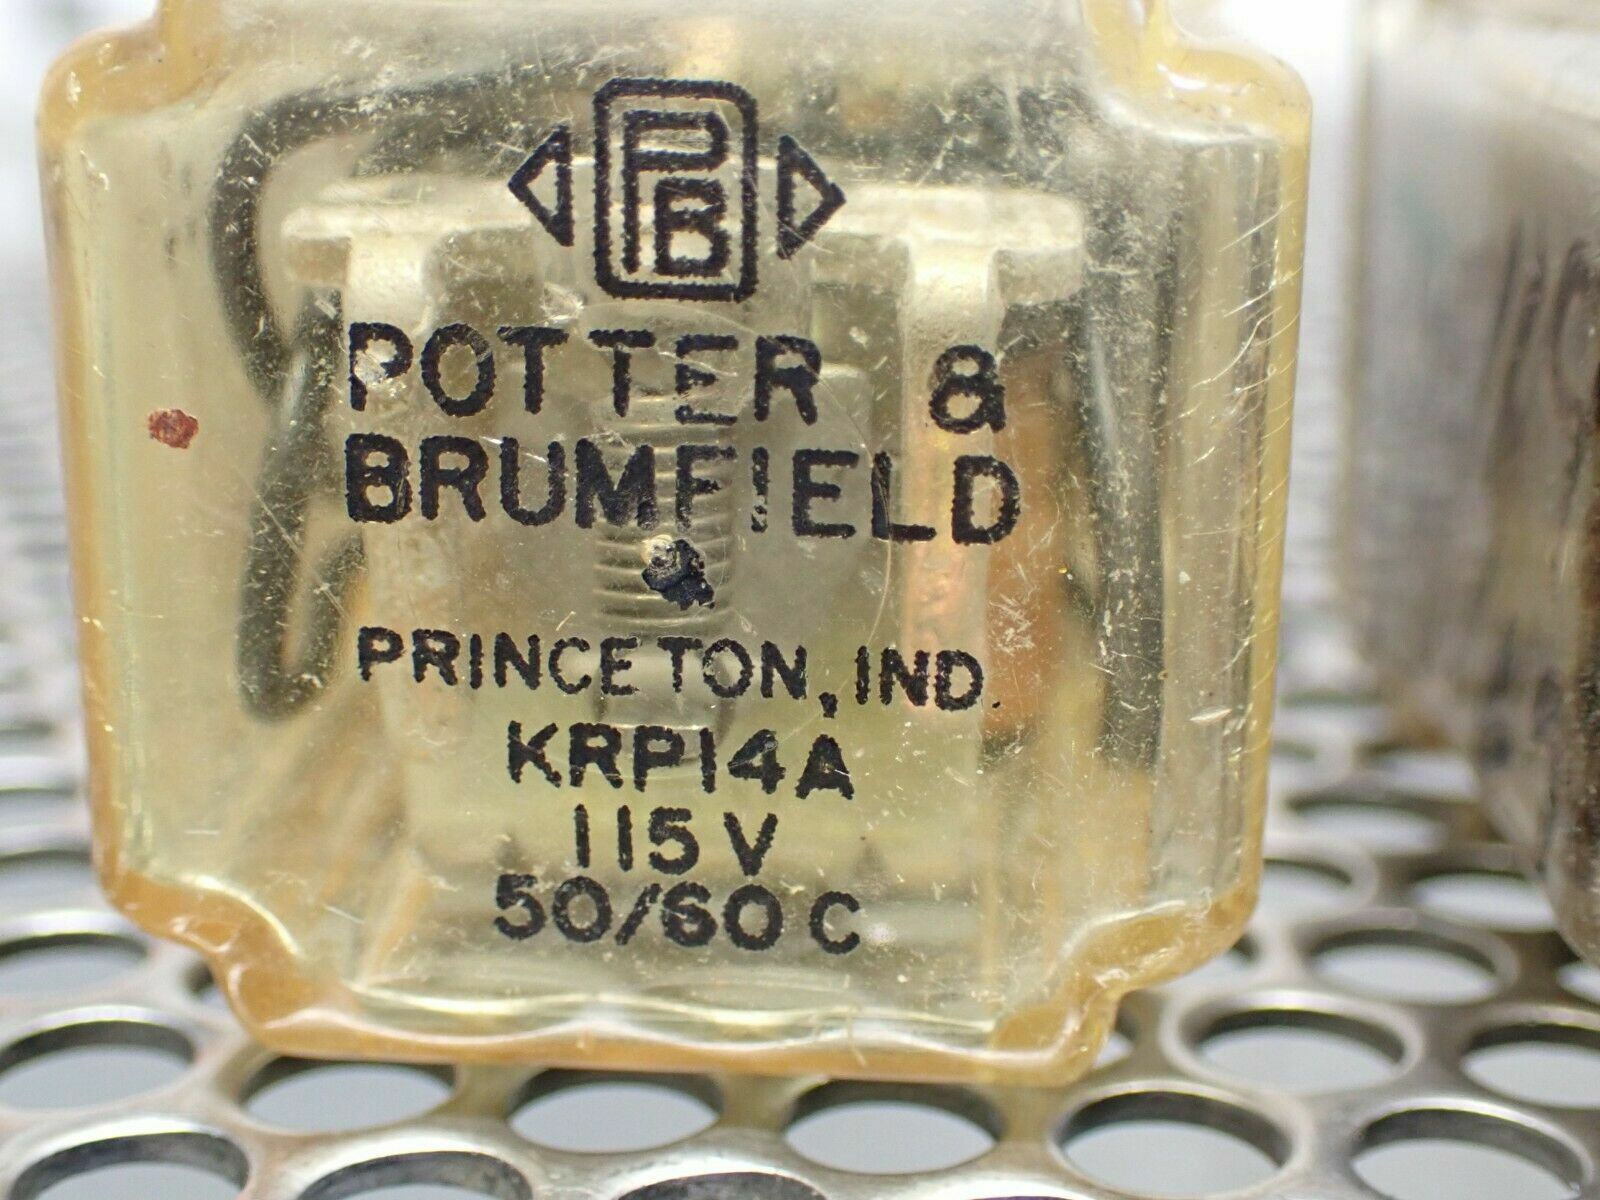 PB
POTTER &
BRUMFIELD
PRINCETON, IND.
KRP14A
115V
50/60C